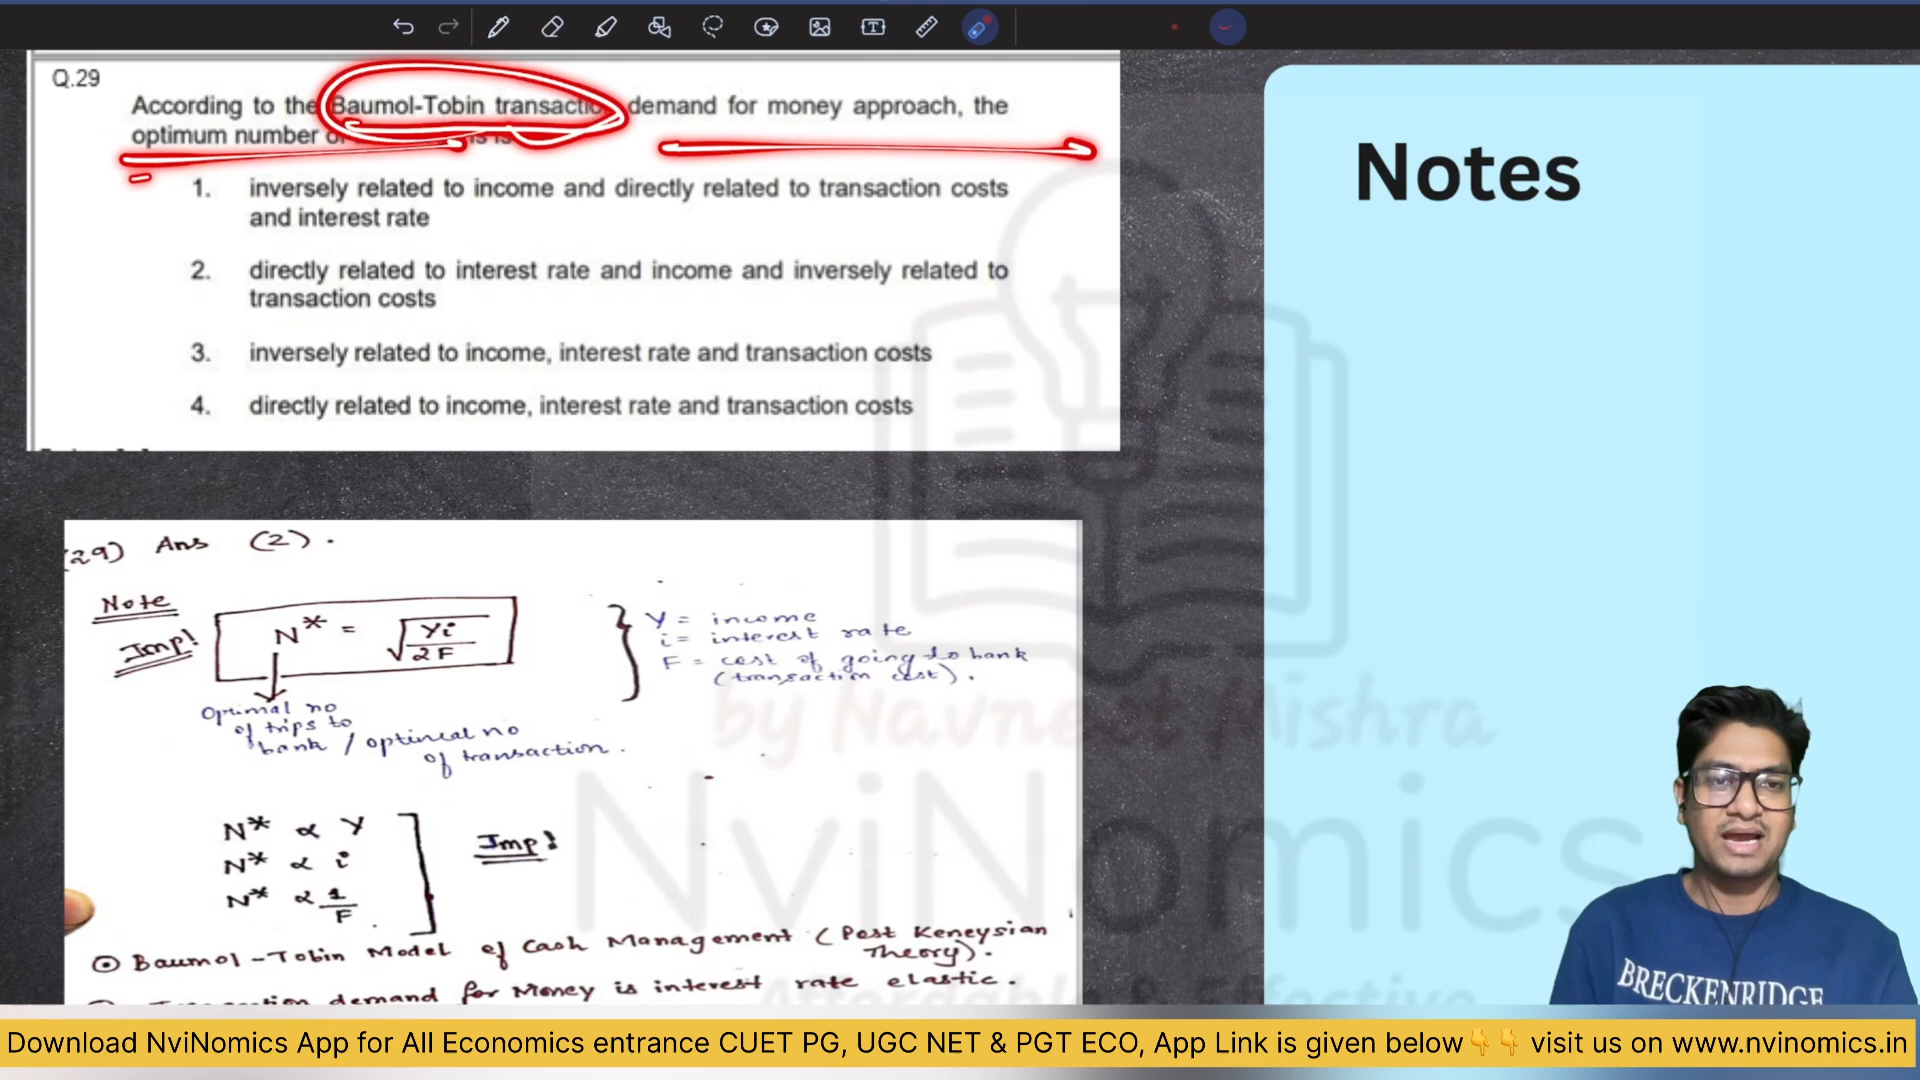 Q.29
According to the Baumol-Tobin transaction demand for money approach, the
optimum number
1. inversely related to income and directly related to transaction costs
and interest rate
2. directly related to interest rate and income and inversely related to
transaction costs
3. inversely related to income, interest rate and transaction costs
4. directly related to income, interest rate and transaction costs
Notes
(29) Ans (2).
Note
Imp!
N* = √Yi/2F
Y = income
i = interest rate
F = cost of going to bank
(transaction cost).
Optimal no
of trips to
bank / optimal no
of transaction.
N* ∝ Y
N* ∝ i
N* ∝ 1/F
Imp!
⊙ Baumol-Tobin Model of Cash Management (Post Keneysian
Theory).
demand for Money is interest rate elastic.
by Navneet Mishra
NviNomics
Affordable & Effective
BRECKENRIDGE
Download NviNomics App for All Economics entrance CUET PG, UGC NET & PGT ECO, App Link is given below👇👇 visit us on www.nvinomics.in